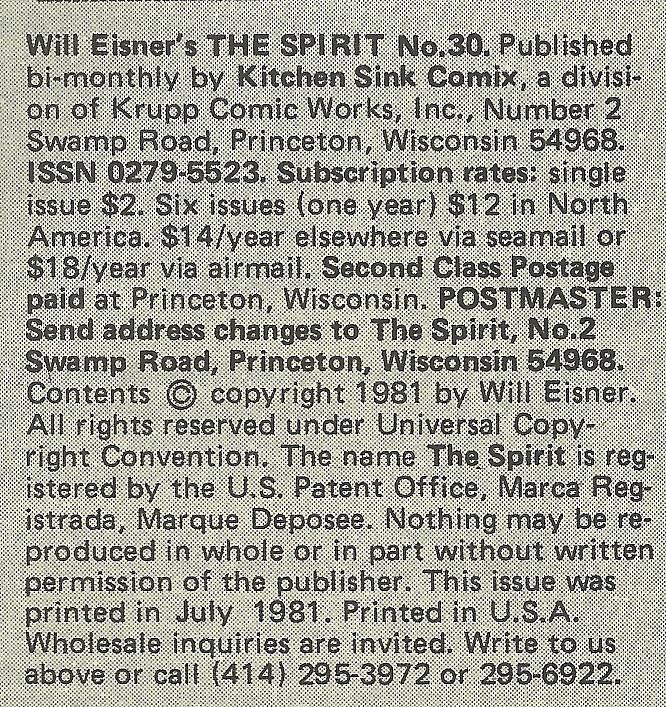 Will Eisner's THE SPIRIT No.30. Published
bi-monthly by Kitchen Sink Comix, a divisi-
on of Krupp Comic Works, Inc., Number 2
Swamp Road, Princeton, Wisconsin 54968.
ISSN 0279-5523. Subscription rates: single
issue $2. Six issues (one year) $12 in North
America. $14/year elsewhere via seamail or
$18/year via airmail. Second Class Postage
paid at Princeton, Wisconsin. POSTMASTER:
Send address changes to The Spirit, No.2
Swamp Road, Princeton, Wisconsin 54968.
Contents © copyright 1981 by Will Eisner.
All rights reserved under Universal Copy-
right Convention. The name The Spirit is reg-
istered by the U.S. Patent Office, Marca Reg-
istrada, Marque Deposee. Nothing may be re-
produced in whole or in part without written
permission of the publisher. This issue was
printed in July 1981. Printed in U.S.A.
Wholesale inquiries are invited. Write to us
above or call (414) 295-3972 or 295-6922.